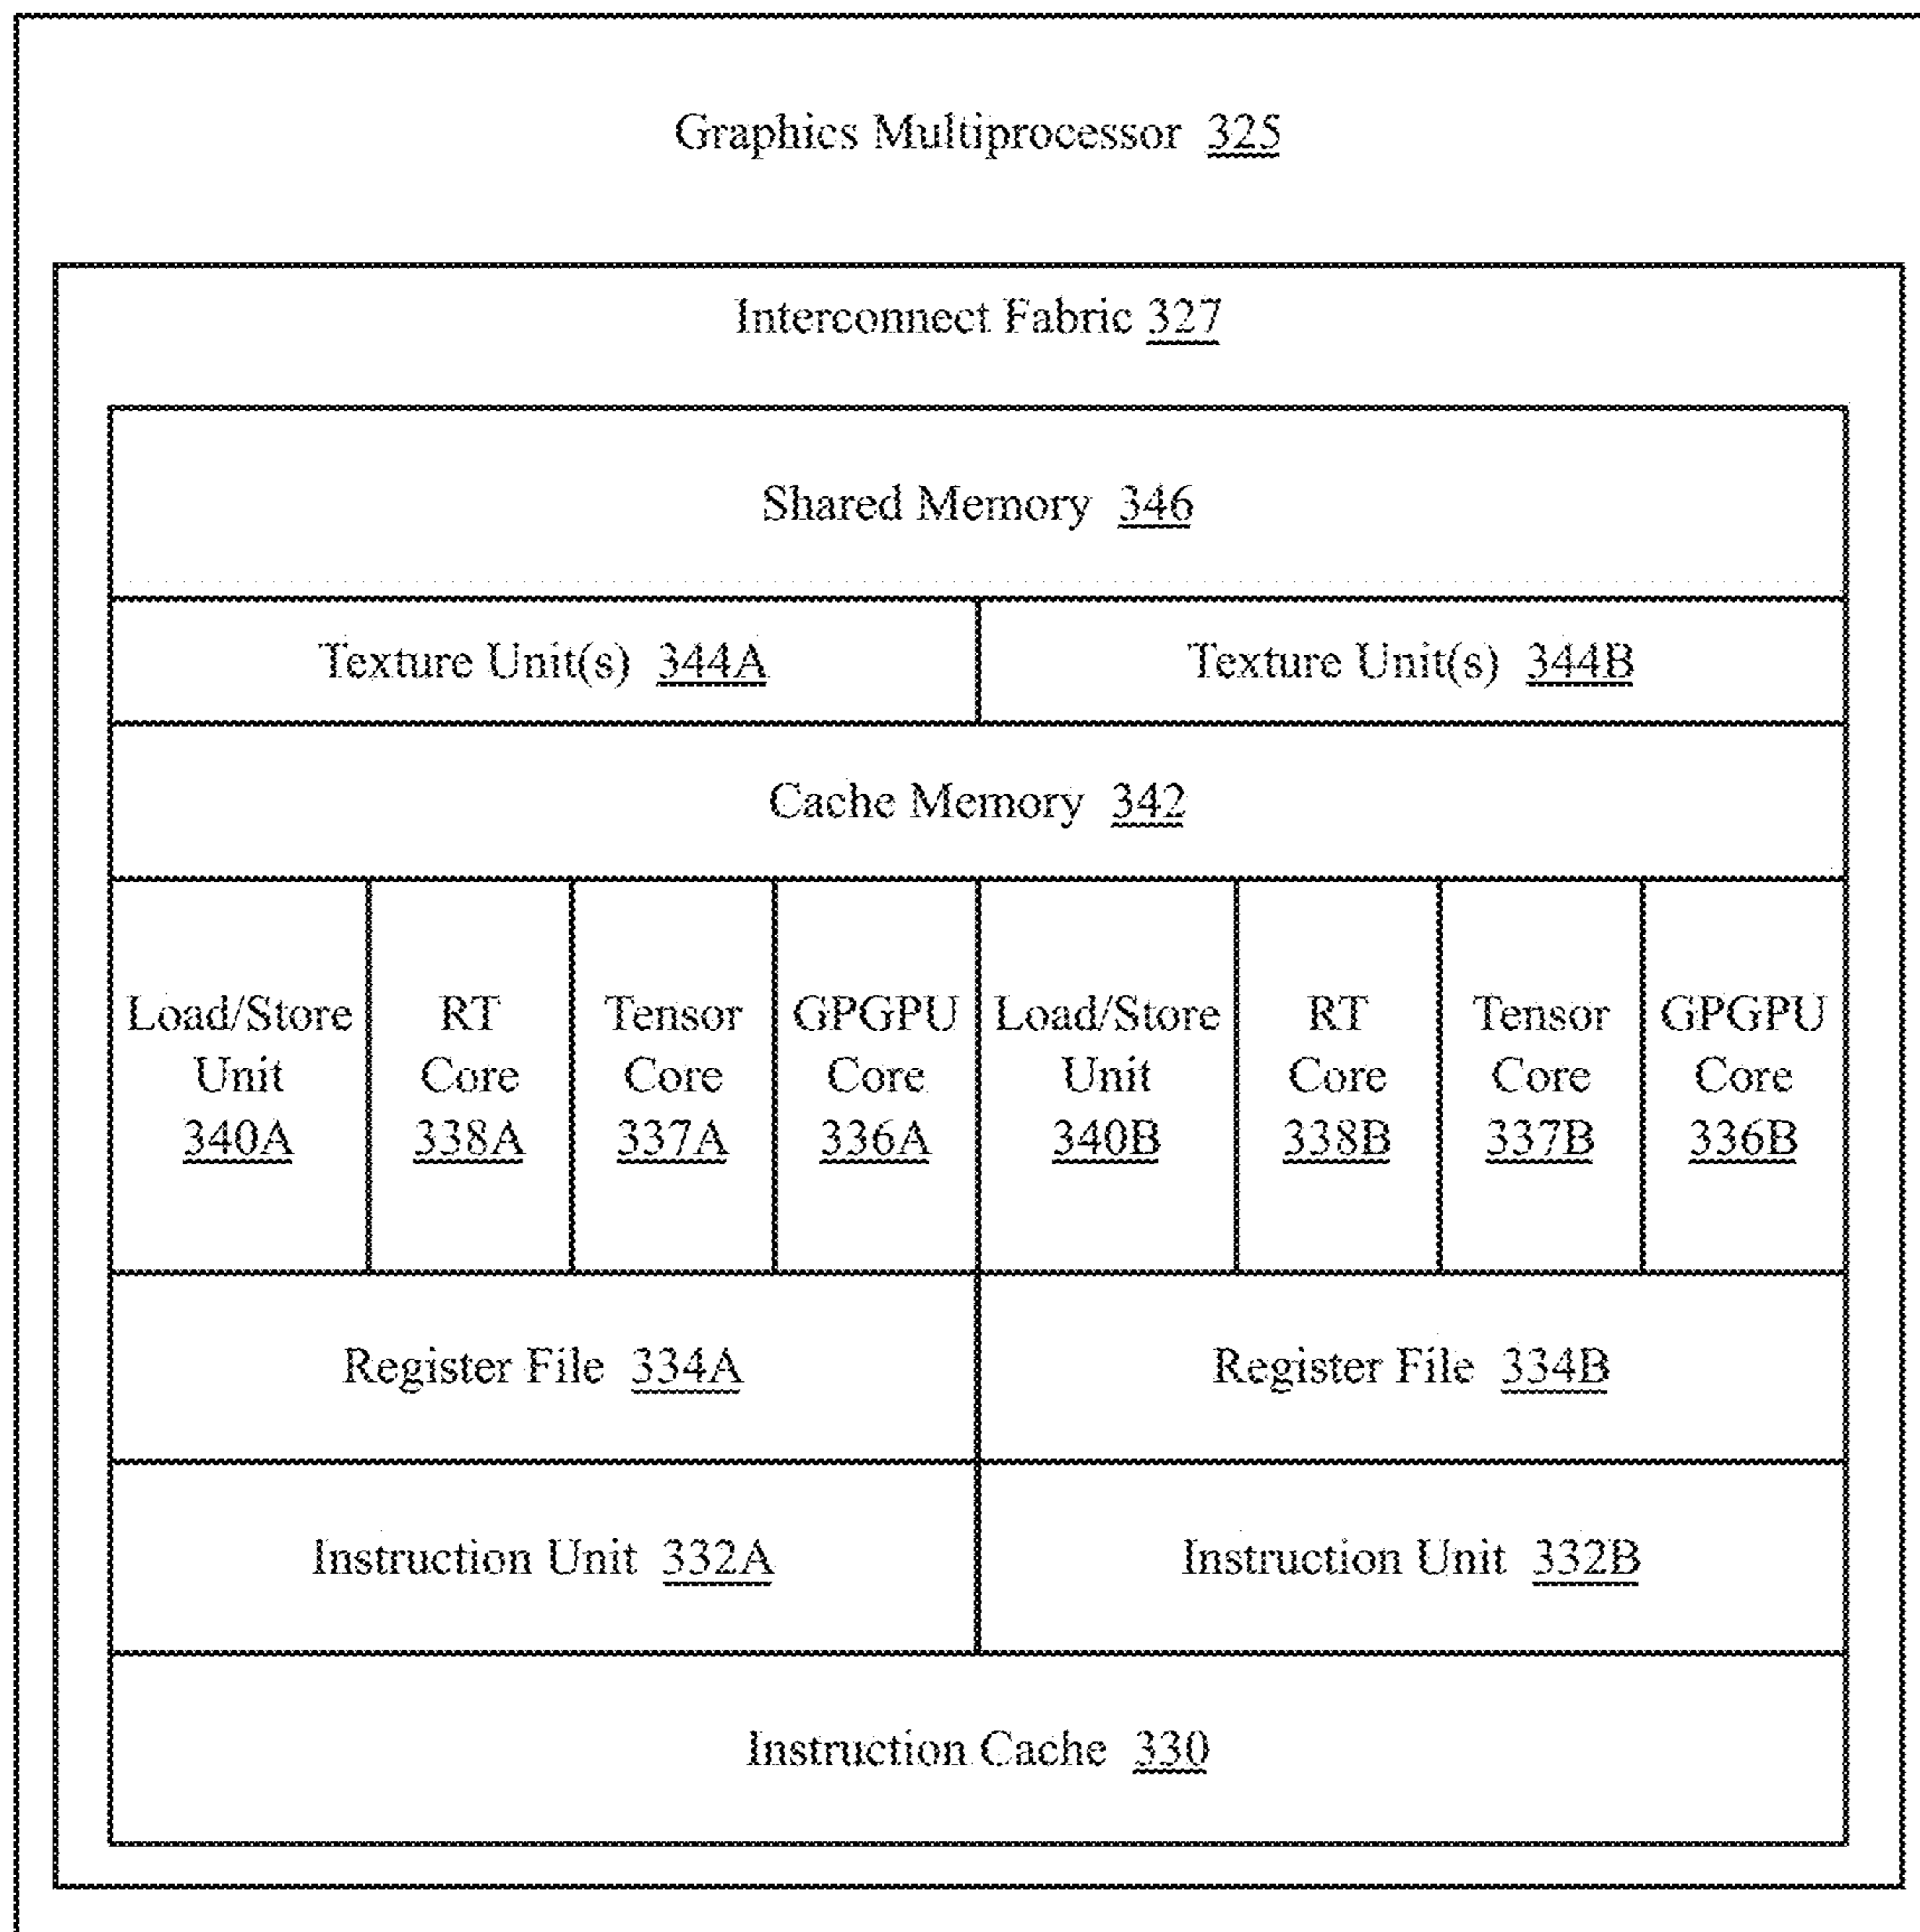 Graphics Multiprocessor 325
Interconnect Fabric 327
Shared Memory 346
Texture Unit(s) 344A
Texture Unit(s) 344B
Cache Memory 342
Load/Store
Unit
340A
RT
Core
338A
Tensor
Core
337A
GPGPU
Core
336A
Load/Store
Unit
340B
RT
Core
338B
Tensor
Core
337B
GPGPU
Core
336B
Register File 334A
Register File 334B
Instruction Unit 332A
Instruction Unit 332B
Instruction Cache 330